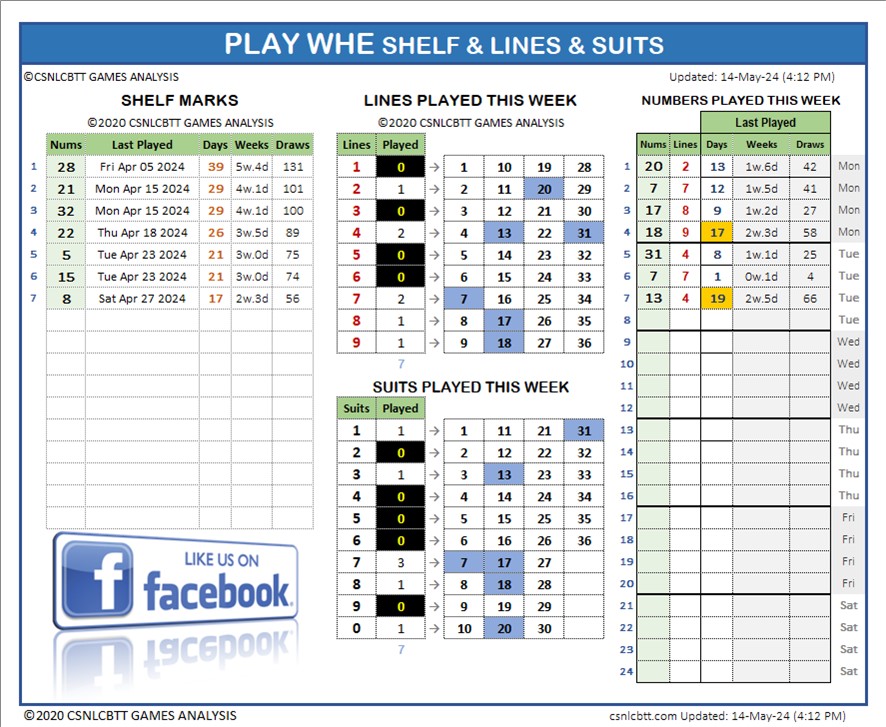 PLAY WHE SHELF & LINES & SUITS
©CSNLCBTT GAMES ANALYSIS
Updated: 14-May-24 (4:12 PM)
SHELF MARKS
©2020 CSNLCBTT GAMES ANALYSIS
Nums Last Played Days Weeks Draws
1 28 Fri Apr 05 2024 39 5w.4d 131
2 21 Mon Apr 15 2024 29 4w.1d 101
3 32 Mon Apr 15 2024 29 4w.1d 100
4 22 Thu Apr 18 2024 26 3w.5d 89
5 5 Tue Apr 23 2024 21 3w.0d 75
6 15 Tue Apr 23 2024 21 3w.0d 74
7 8 Sat Apr 27 2024 17 2w.3d 56
LIKE US ON
f facebook.
LINES PLAYED THIS WEEK
©2020 CSNLCBTT GAMES ANALYSIS
Lines Played
1 0 → 1 10 19 28
2 1 → 2 11 20 29
3 0 → 3 12 21 30
4 2 → 4 13 22 31
5 0 → 5 14 23 32
6 0 → 6 15 24 33
7 2 → 7 16 25 34
8 1 → 8 17 26 35
9 1 → 9 18 27 36
7
SUITS PLAYED THIS WEEK
Suits Played
1 1 → 1 11 21 31
2 0 → 2 12 22 32
3 1 → 3 13 23 33
4 0 → 4 14 24 34
5 0 → 5 15 25 35
6 0 → 6 16 26 36
7 3 → 7 17 27
8 1 → 8 18 28
9 0 → 9 19 29
0 1 → 10 20 30
7
NUMBERS PLAYED THIS WEEK
Last Played
Nums Lines Days Weeks Draws
1 20 2 13 1w.6d 42 Mon
2 7 7 12 1w.5d 41 Mon
3 17 8 9 1w.2d 27 Mon
4 18 9 17 2w.3d 58 Mon
5 31 4 8 1w.1d 25 Tue
6 7 7 1 0w.1d 4 Tue
7 13 4 19 2w.5d 66 Tue
8 Tue
9 Wed
10 Wed
11 Wed
12 Wed
13 Thu
14 Thu
15 Thu
16 Thu
17 Fri
18 Fri
19 Fri
20 Fri
21 Sat
22 Sat
23 Sat
24 Sat
©2020 CSNLCBTT GAMES ANALYSIS
csnlcbtt.com Updated: 14-May-24 (4:12 PM)